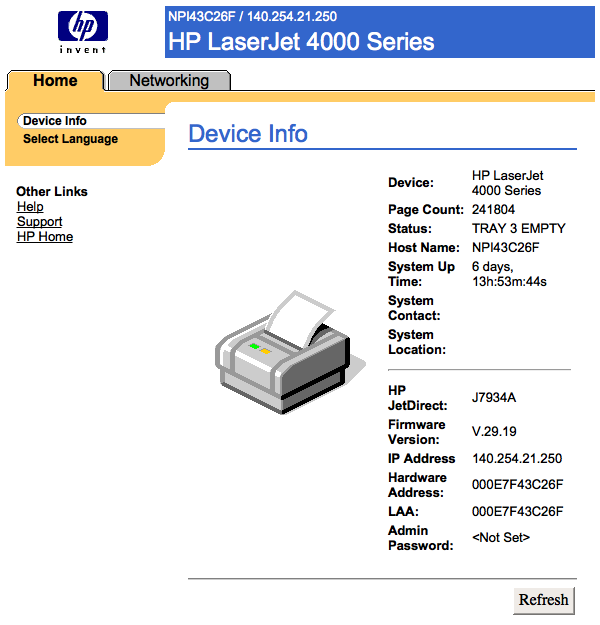 hp
invent
NPI43C26F / 140.254.21.250
HP LaserJet 4000 Series
Home
Networking
Device Info
Select Language
Other Links
Help
Support
HP Home
Device Info
Device: HP LaserJet 4000 Series
Page Count: 241804
Status: TRAY 3 EMPTY
Host Name: NPI43C26F
System Up Time: 6 days, 13h:53m:44s
System Contact:
System Location:
HP JetDirect: J7934A
Firmware Version: V.29.19
IP Address 140.254.21.250
Hardware Address: 000E7F43C26F
LAA: 000E7F43C26F
Admin Password: <Not Set>
Refresh